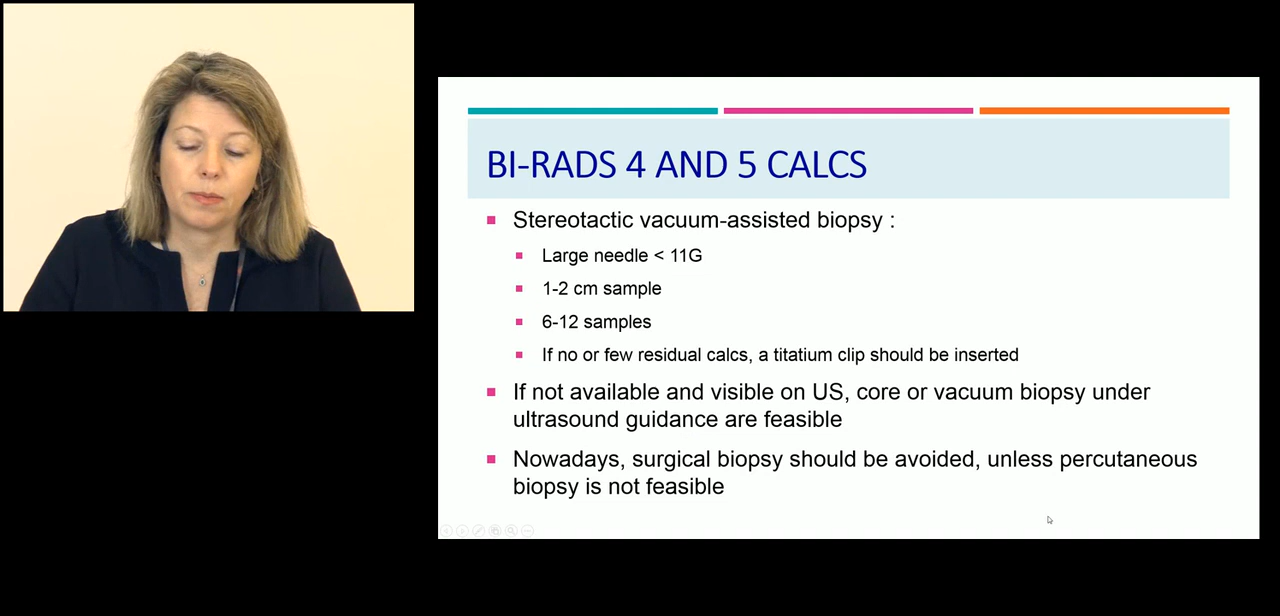 BI-RADS 4 AND 5 CALCS
Stereotactic vacuum-assisted biopsy :
Large needle < 11G
1-2 cm sample
6-12 samples
If no or few residual calcs, a titatium clip should be inserted
If not available and visible on US, core or vacuum biopsy under
ultrasound guidance are feasible
Nowadays, surgical biopsy should be avoided, unless percutaneous
biopsy is not feasible